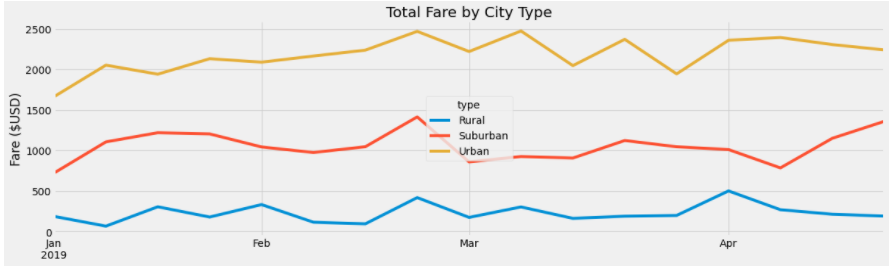 Total Fare by City Type
Fare ($USD)
2500
2000
1500
1000
500
0
type
Rural
Suburban
Urban
Jan
2019
Feb
Mar
Apr